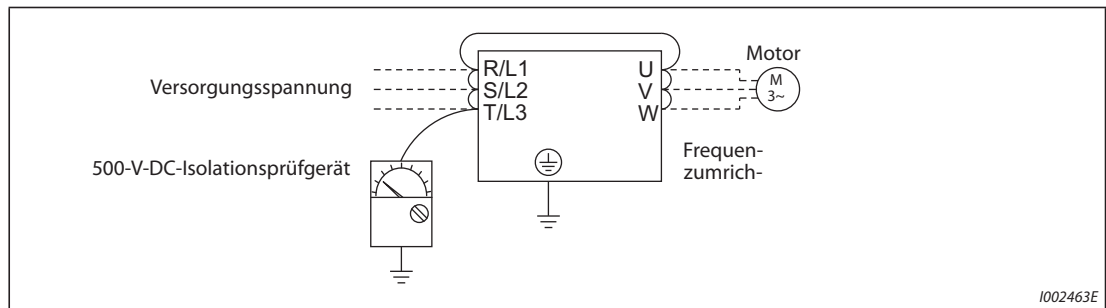 Motor
R/L1
U
M
3~
Versorgungsspannung
S/L2
V
T/L3
W
500-V-DC-Isolationsprüfgerät
Frequen-
zumrich-
I002463E